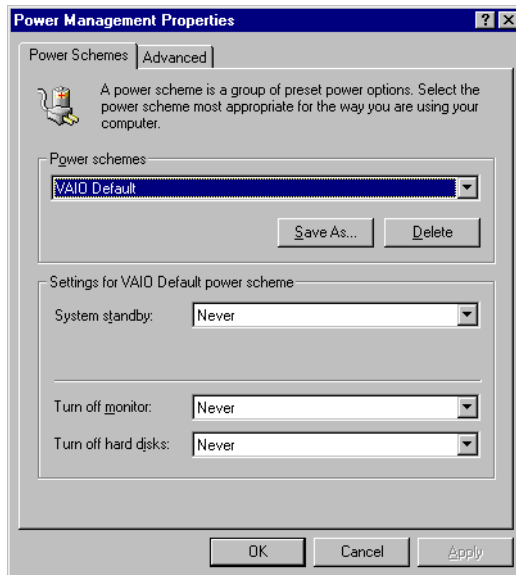 Power Management Properties
Power Schemes Advanced
A power scheme is a group of preset power options. Select the
power scheme most appropriate for the way you are using your
computer.
Power schemes
VAIO Default
Save As... Delete
Settings for VAIO Default power scheme
System standby: Never
Turn off monitor: Never
Turn off hard disks: Never
OK Cancel Apply